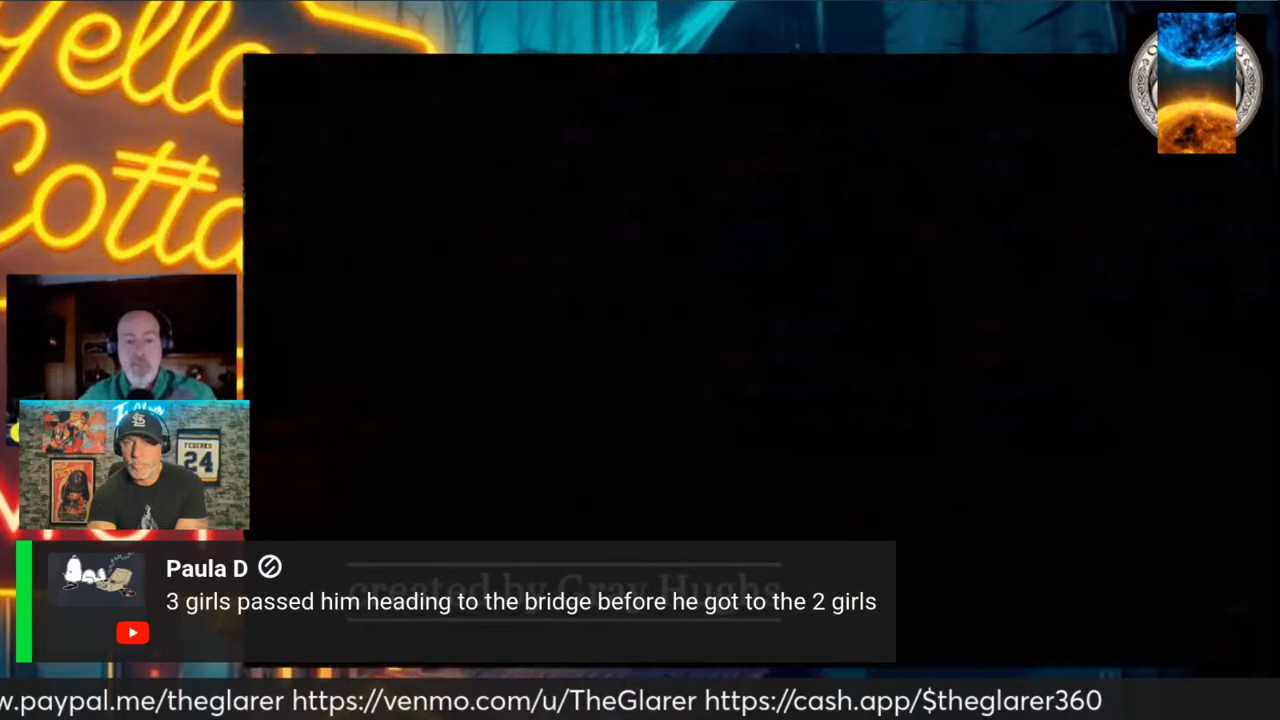 Yello
Cotta
FEDERKO
24
Paula D
created by Gray Hughs
3 girls passed him heading to the bridge before he got to the 2 girls
w.paypal.me/theglarer https://venmo.com/u/TheGlarer https://cash.app/$theglarer360